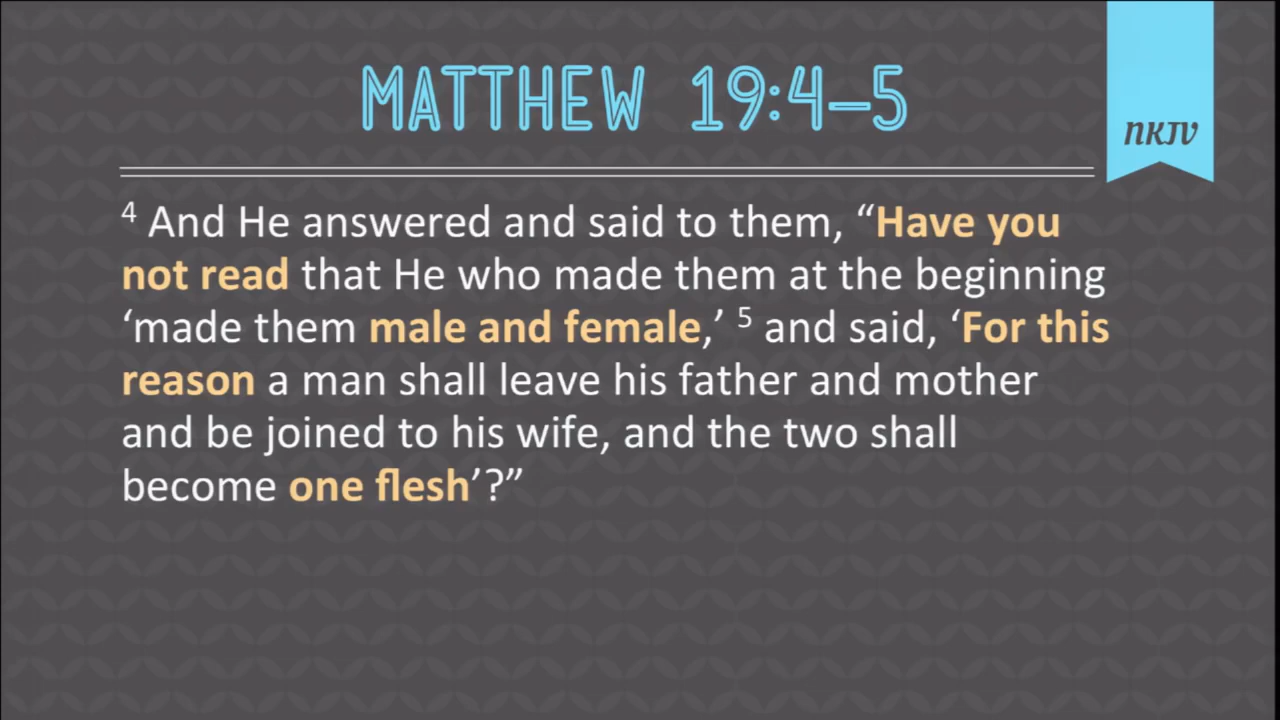 MATTHEW 19:4–5
NKJV
⁴ And He answered and said to them, “Have you
not read that He who made them at the beginning
‘made them male and female,’ ⁵ and said, ‘For this
reason a man shall leave his father and mother
and be joined to his wife, and the two shall
become one flesh’?”